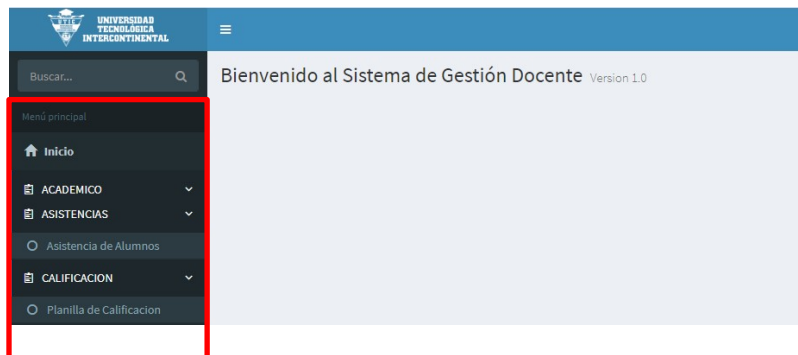 UTIC
UNIVERSIDAD
TECNOLÓGICA
INTERCONTINENTAL
Buscar...
Bienvenido al Sistema de Gestión Docente Version 1.0
Menú principal
Inicio
ACADEMICO
ASISTENCIAS
Asistencia de Alumnos
CALIFICACION
Planilla de Calificacion